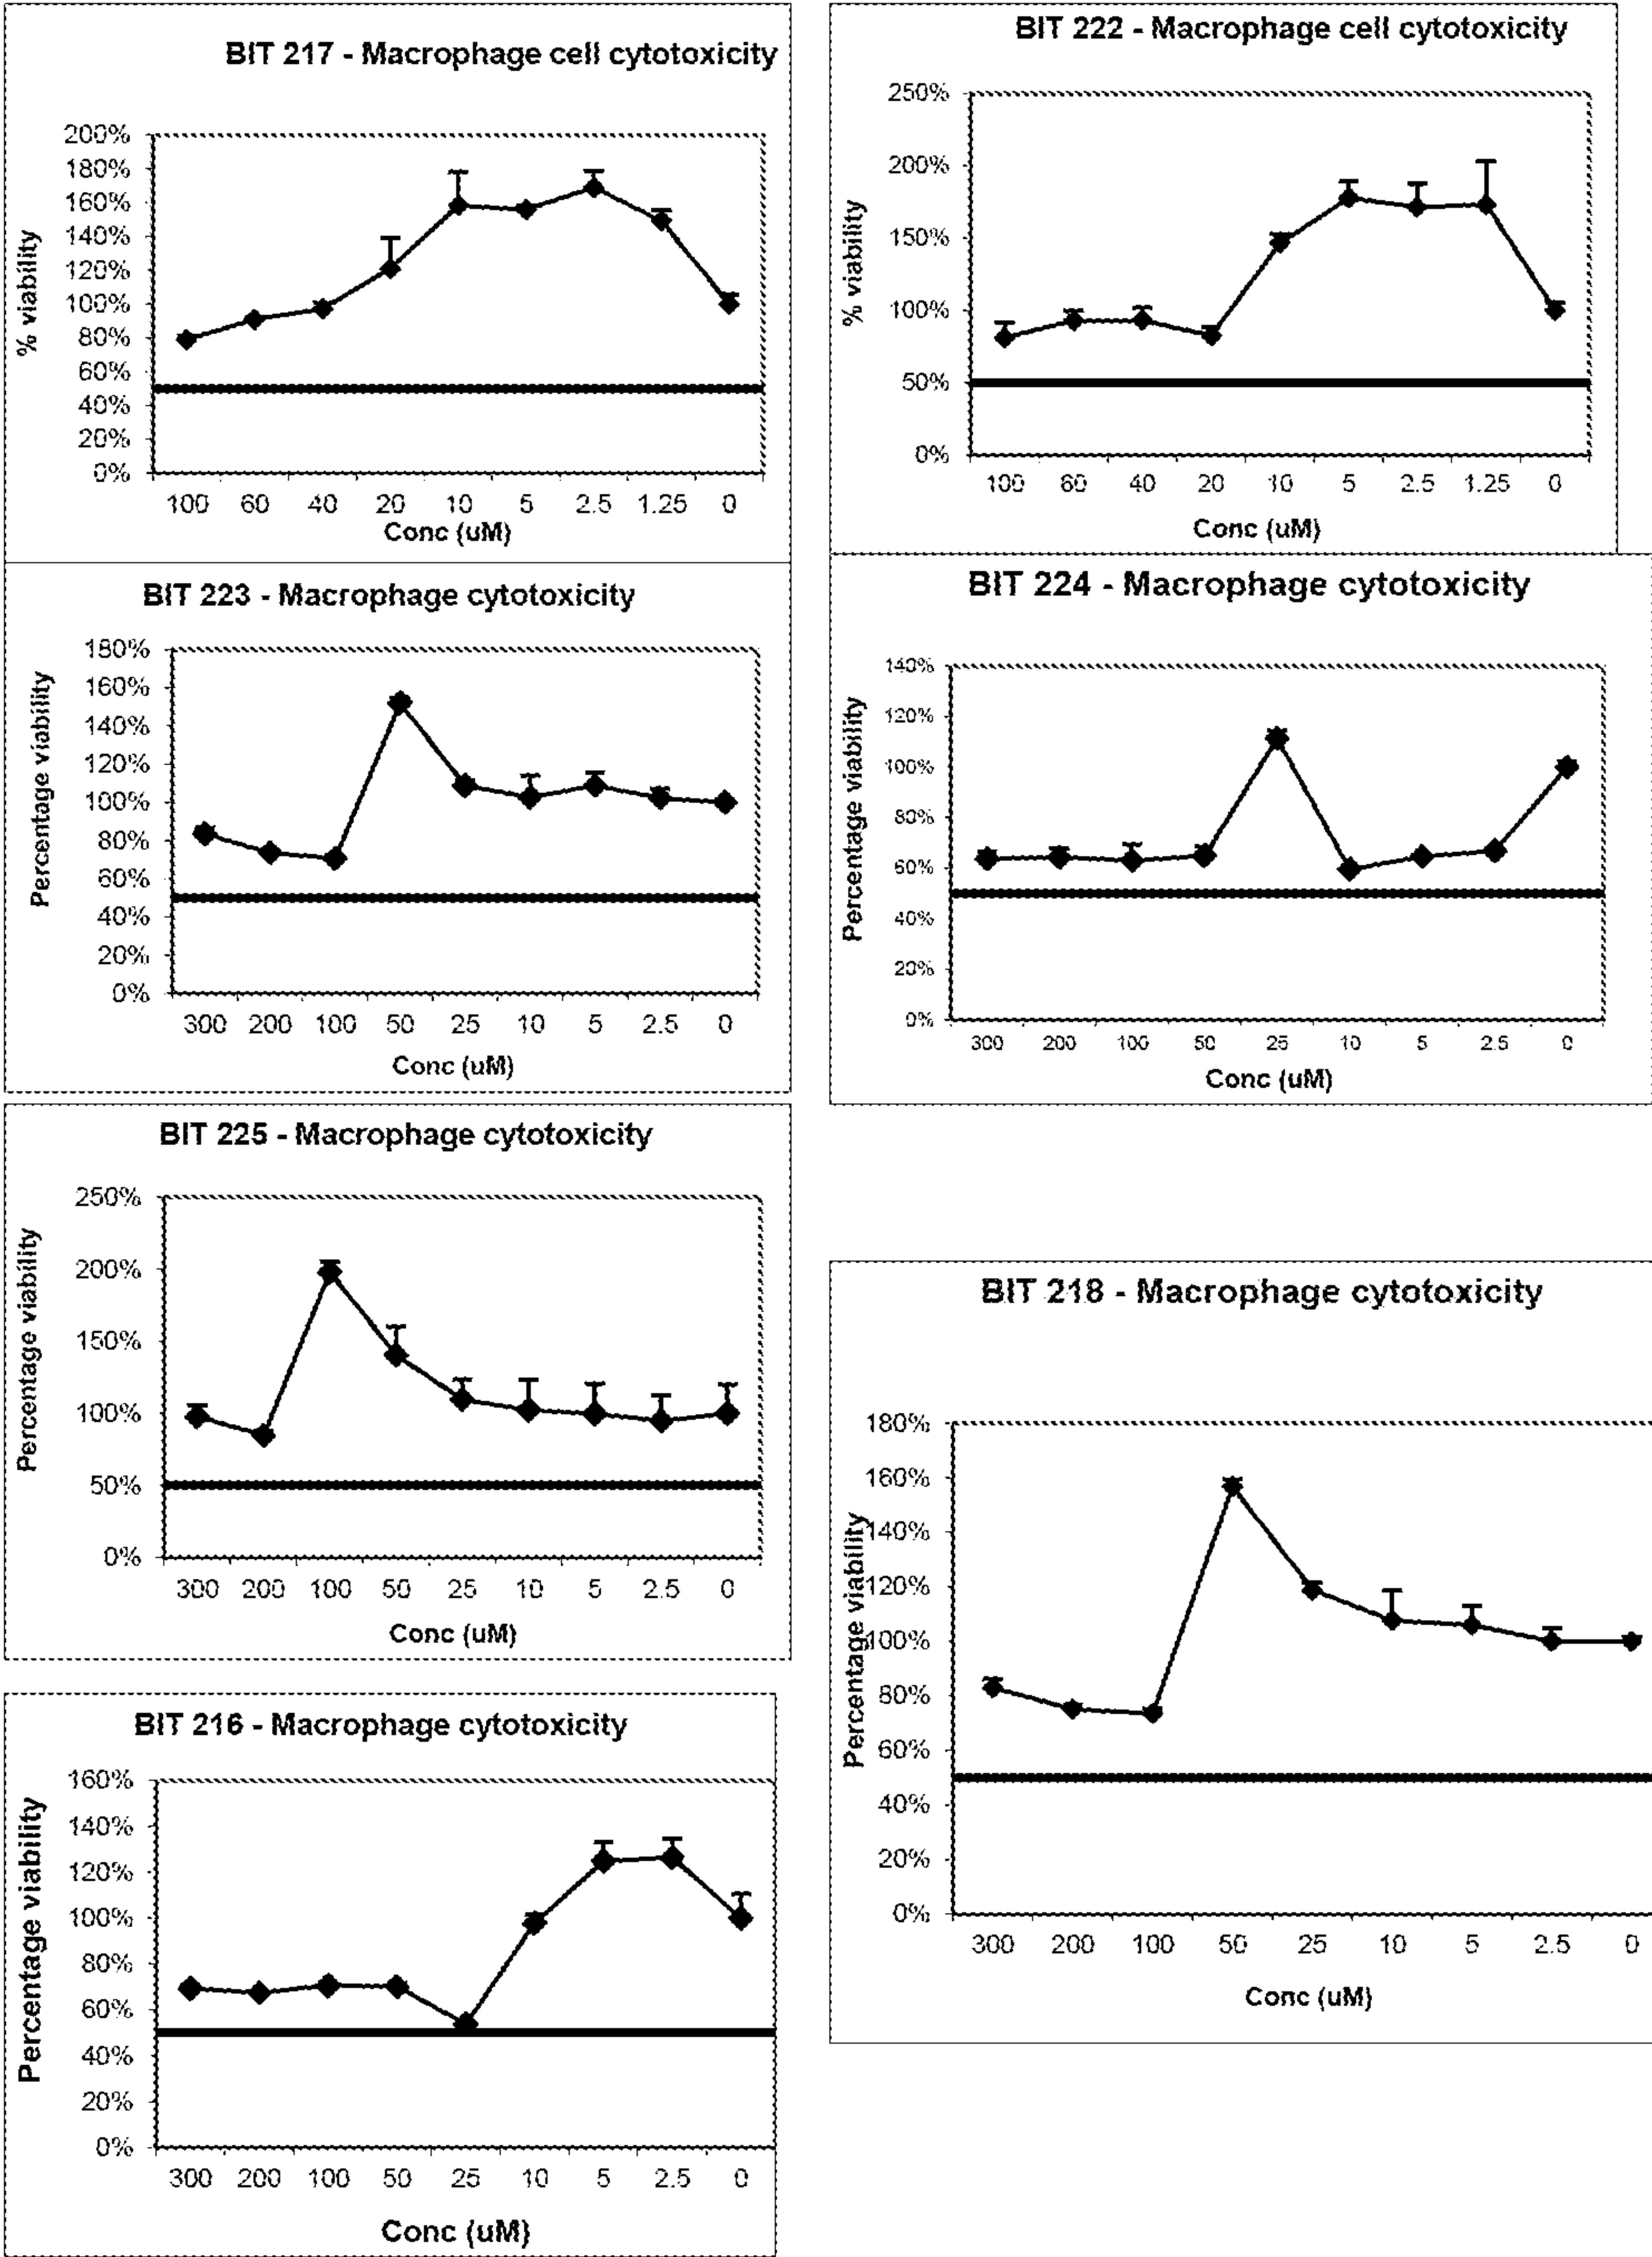 BIT 217 - Macrophage cell cytotoxicity
% viability
200%
180%
160%
140%
120%
100%
80%
60%
40%
20%
0%
100 60 40 20 10 5 2.5 1.25 0
Conc (uM)
BIT 222 - Macrophage cell cytotoxicity
% viability
250%
200%
150%
100%
50%
0%
100 60 40 20 10 5 2.5 1.25 0
Conc (uM)
BIT 223 - Macrophage cytotoxicity
Percentage viability
180%
160%
140%
120%
100%
80%
60%
40%
20%
0%
300 200 100 50 25 10 5 2.5 0
Conc (uM)
BIT 224 - Macrophage cytotoxicity
Percentage viability
140%
120%
100%
80%
60%
40%
20%
0%
300 200 100 50 25 10 5 2.5 0
Conc (uM)
BIT 225 - Macrophage cytotoxicity
Percentage viability
250%
200%
150%
100%
50%
0%
300 200 100 50 25 10 5 2.5 0
Conc (uM)
BIT 218 - Macrophage cytotoxicity
Percentage viability
180%
160%
140%
120%
100%
80%
60%
40%
20%
0%
300 200 100 50 25 10 5 2.5 0
Conc (uM)
BIT 216 - Macrophage cytotoxicity
Percentage viability
160%
140%
120%
100%
80%
60%
40%
20%
0%
300 200 100 50 25 10 5 2.5 0
Conc (uM)